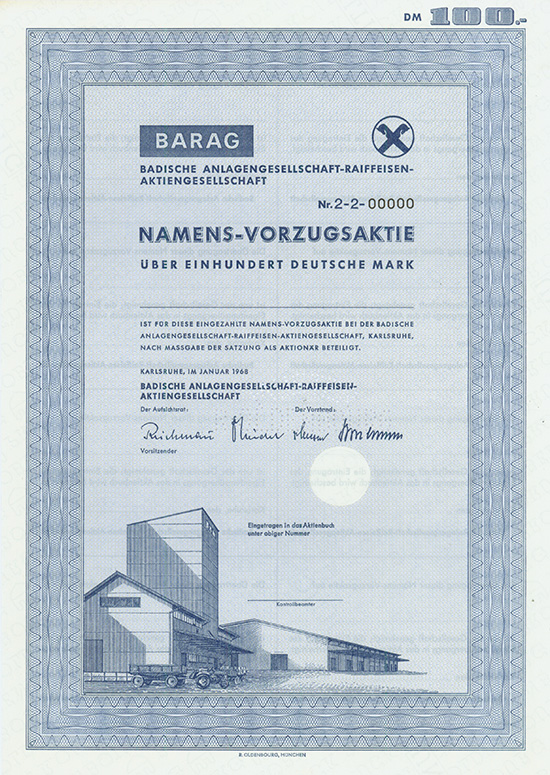 DM 100.-
BARAG
BADISCHE ANLAGENGESELLSCHAFT-RAIFFEISEN-
AKTIENGESELLSCHAFT
Nr. 2-2-00000
NAMENS-VORZUGSAKTIE
ÜBER EINHUNDERT DEUTSCHE MARK
IST FÜR DIESE EINGEZAHLTE NAMENS-VORZUGSAKTIE BEI DER BADISCHE
ANLAGENGESELLSCHAFT-RAIFFEISEN-AKTIENGESELLSCHAFT, KARLSRUHE,
NACH MASSGABE DER SATZUNG ALS AKTIONÄR BETEILIGT.
KARLSRUHE, IM JANUAR 1968
BADISCHE ANLAGENGESELLSCHAFT-RAIFFEISEN-
AKTIENGESELLSCHAFT
Der Aufsichtsrat: Der Vorstand:
Vorsitzender
Eingetragen in das Aktienbuch
unter obiger Nummer
Kontrollbeamter
R. OLDENBOURG, MÜNCHEN